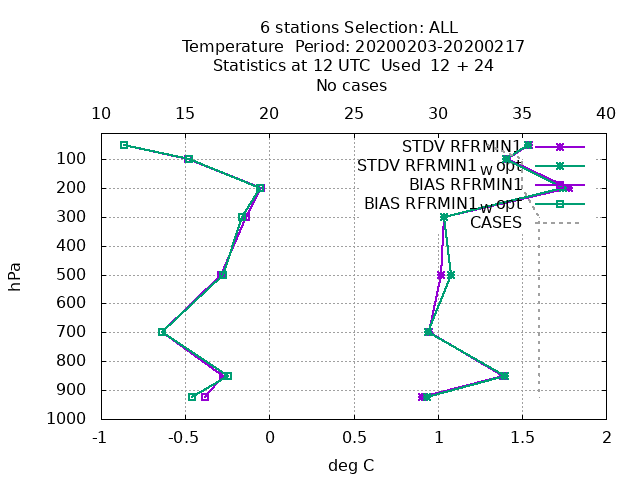 6 stations Selection: ALL
Temperature  Period: 20200203-20200217
Statistics at 12 UTC  Used  12 + 24
No cases
10 15 20 25 30 35 40
STDV RFRMIN1
STDV RFRMIN1w opt
BIAS RFRMIN1
BIAS RFRMIN1w opt
CASES
100
200
300
400
500
600
700
800
900
1000
hPa
-1 -0.5 0 0.5 1 1.5 2
deg C